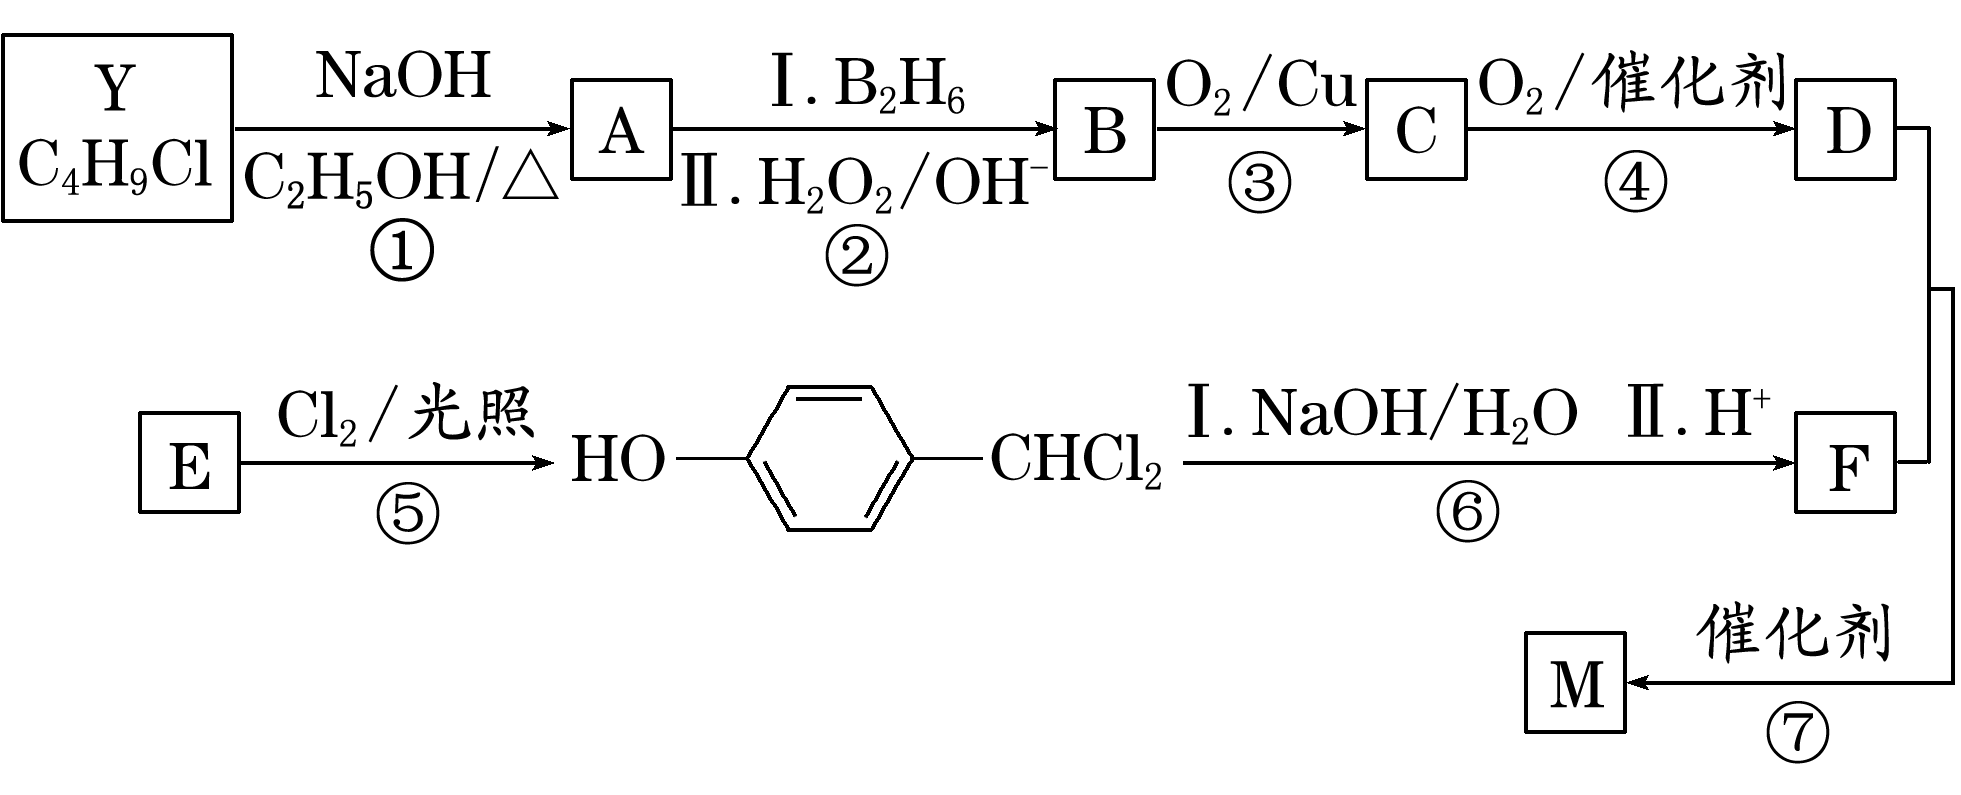 Y
C₄H₉Cl
NaOH
C₂H₅OH/△
①
A
Ⅰ.B₂H₆
Ⅱ.H₂O₂/OH⁻
②
B
O₂/Cu
③
C
O₂/催化剂
④
D
E
Cl₂/光照
⑤
HO
CHCl₂
Ⅰ.NaOH/H₂O Ⅱ.H⁺
⑥
F
催化剂
⑦
M